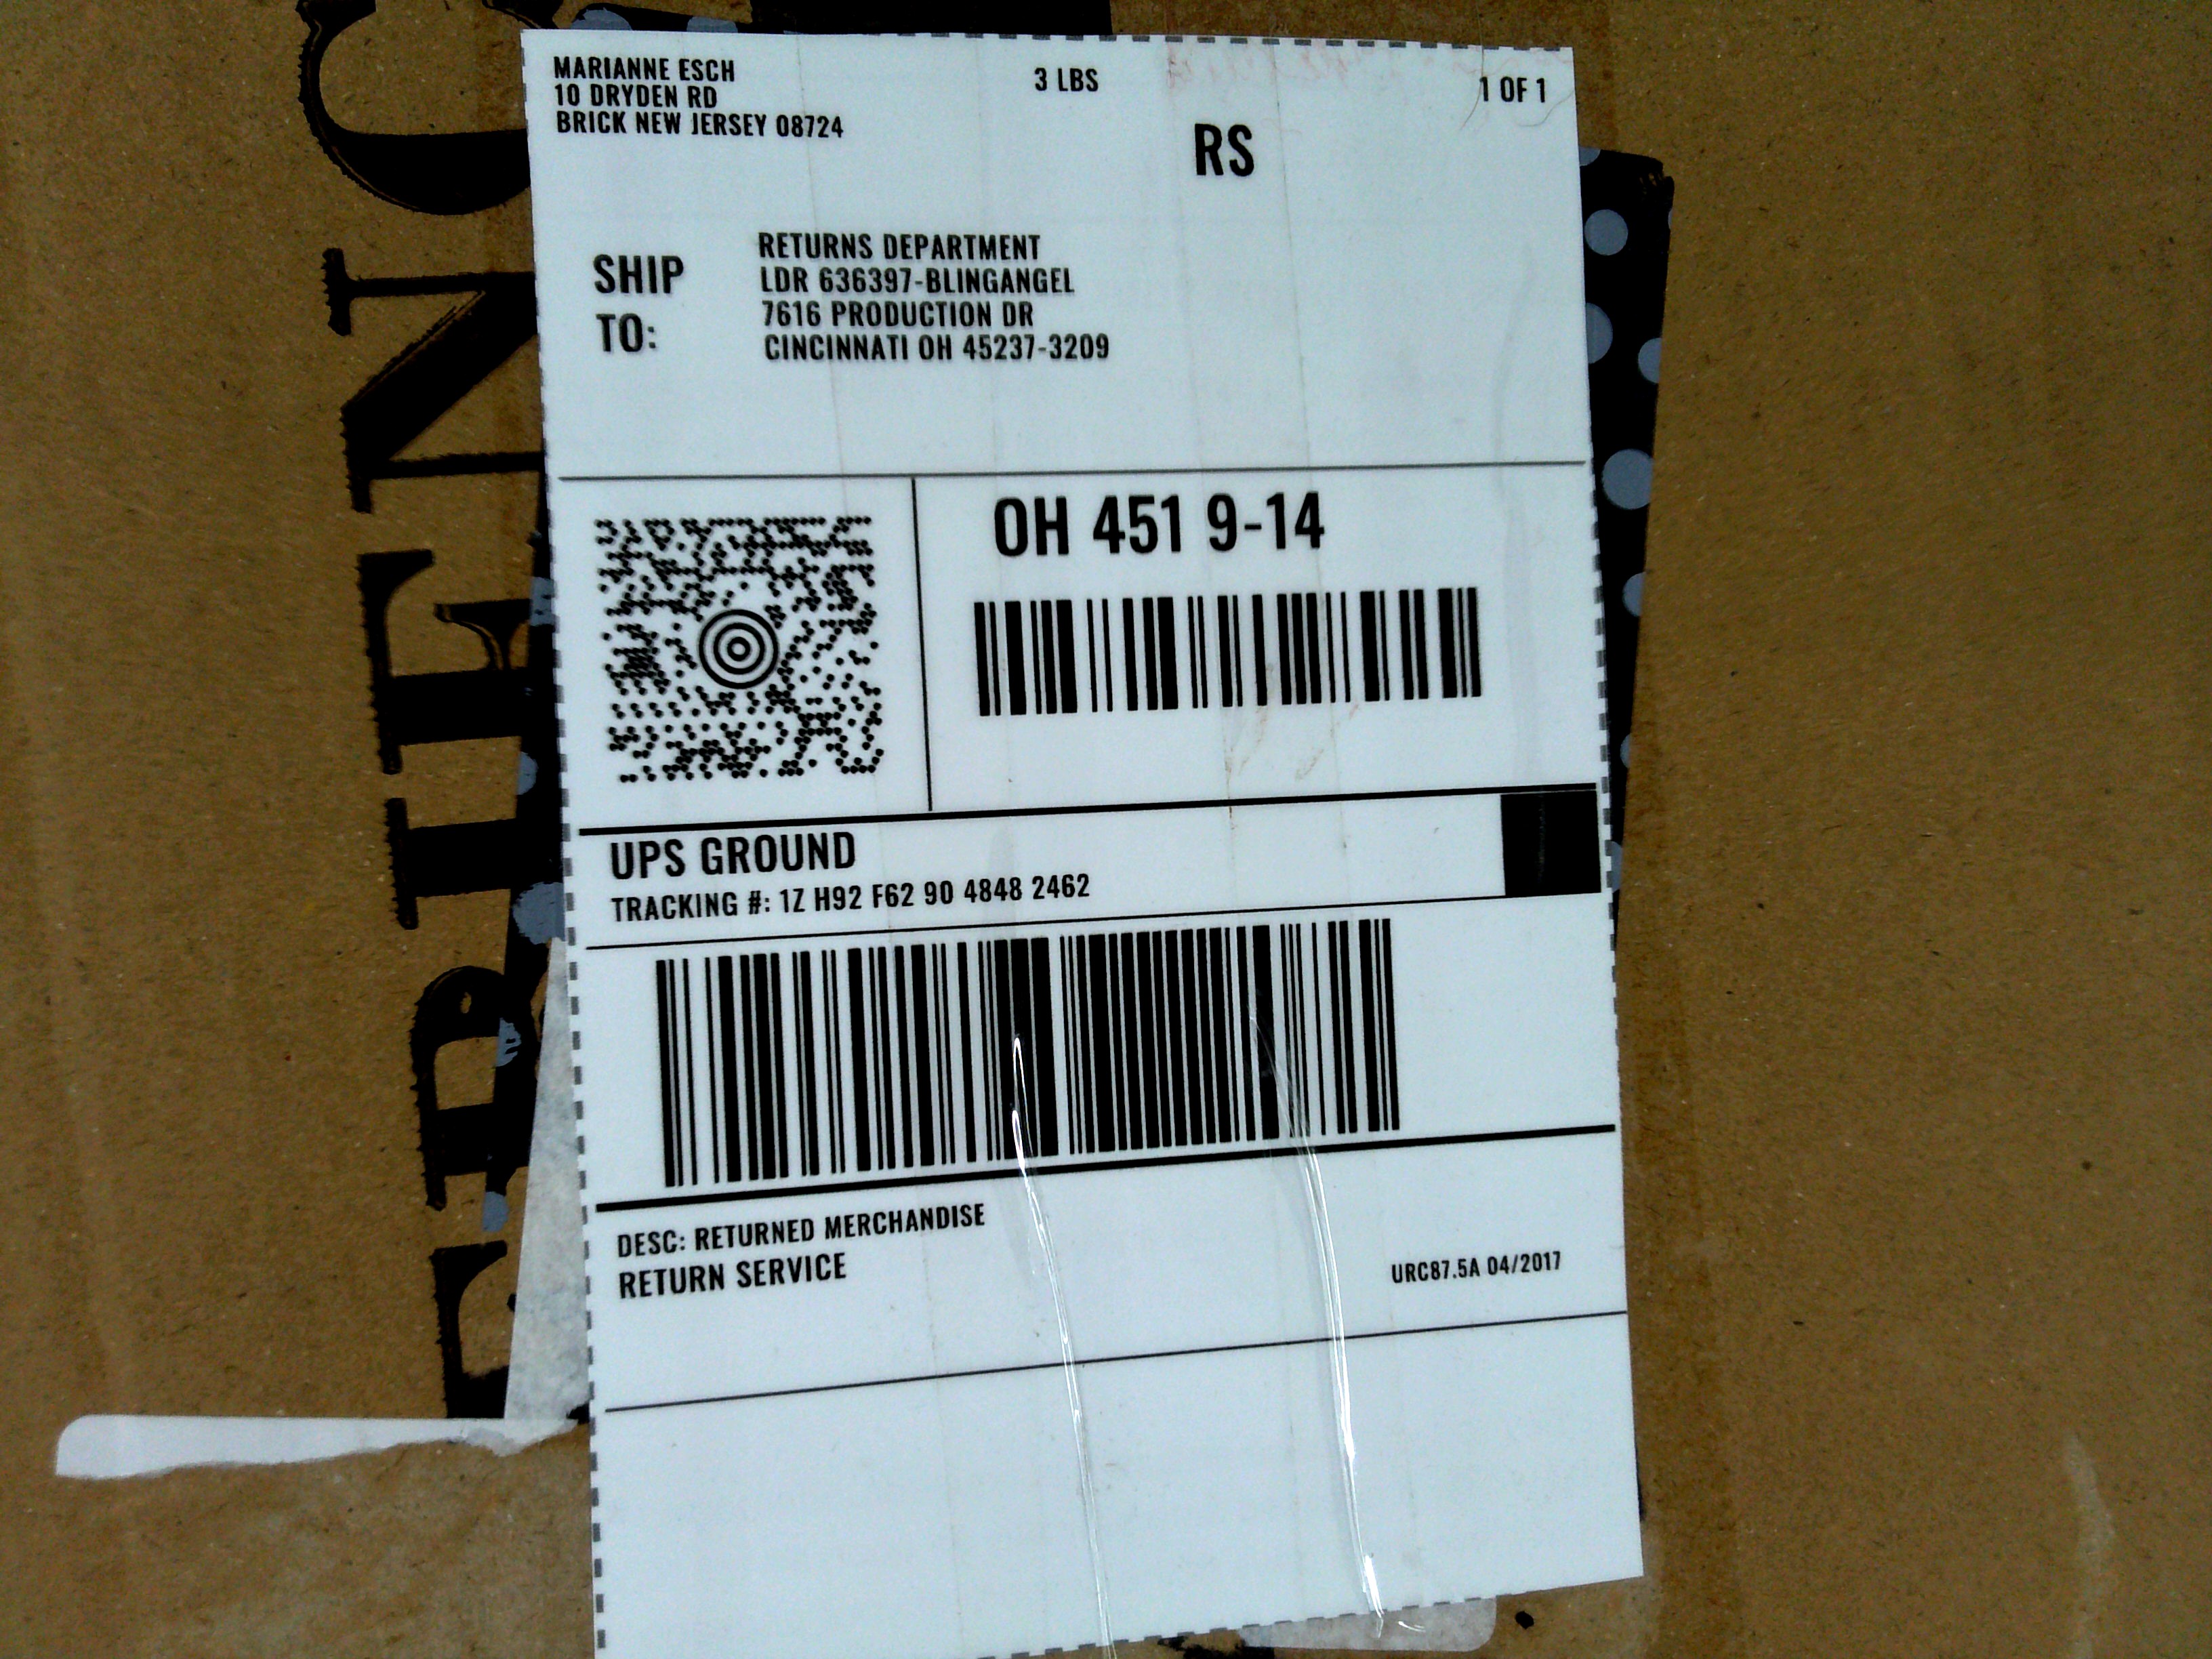 MARIANNE ESCH
10 DRYDEN RD
BRICK NEW JERSEY 08724
3 LBS
1 OF 1
RS
SHIP TO:
RETURNS DEPARTMENT
LDR 636397-BLINGANGEL
7616 PRODUCTION DR
CINCINNATI OH 45237-3209
OH 451 9-14
UPS GROUND
TRACKING #: 1Z H92 F62 90 4848 2462
DESC: RETURNED MERCHANDISE
RETURN SERVICE
URC87.5A 04/2017